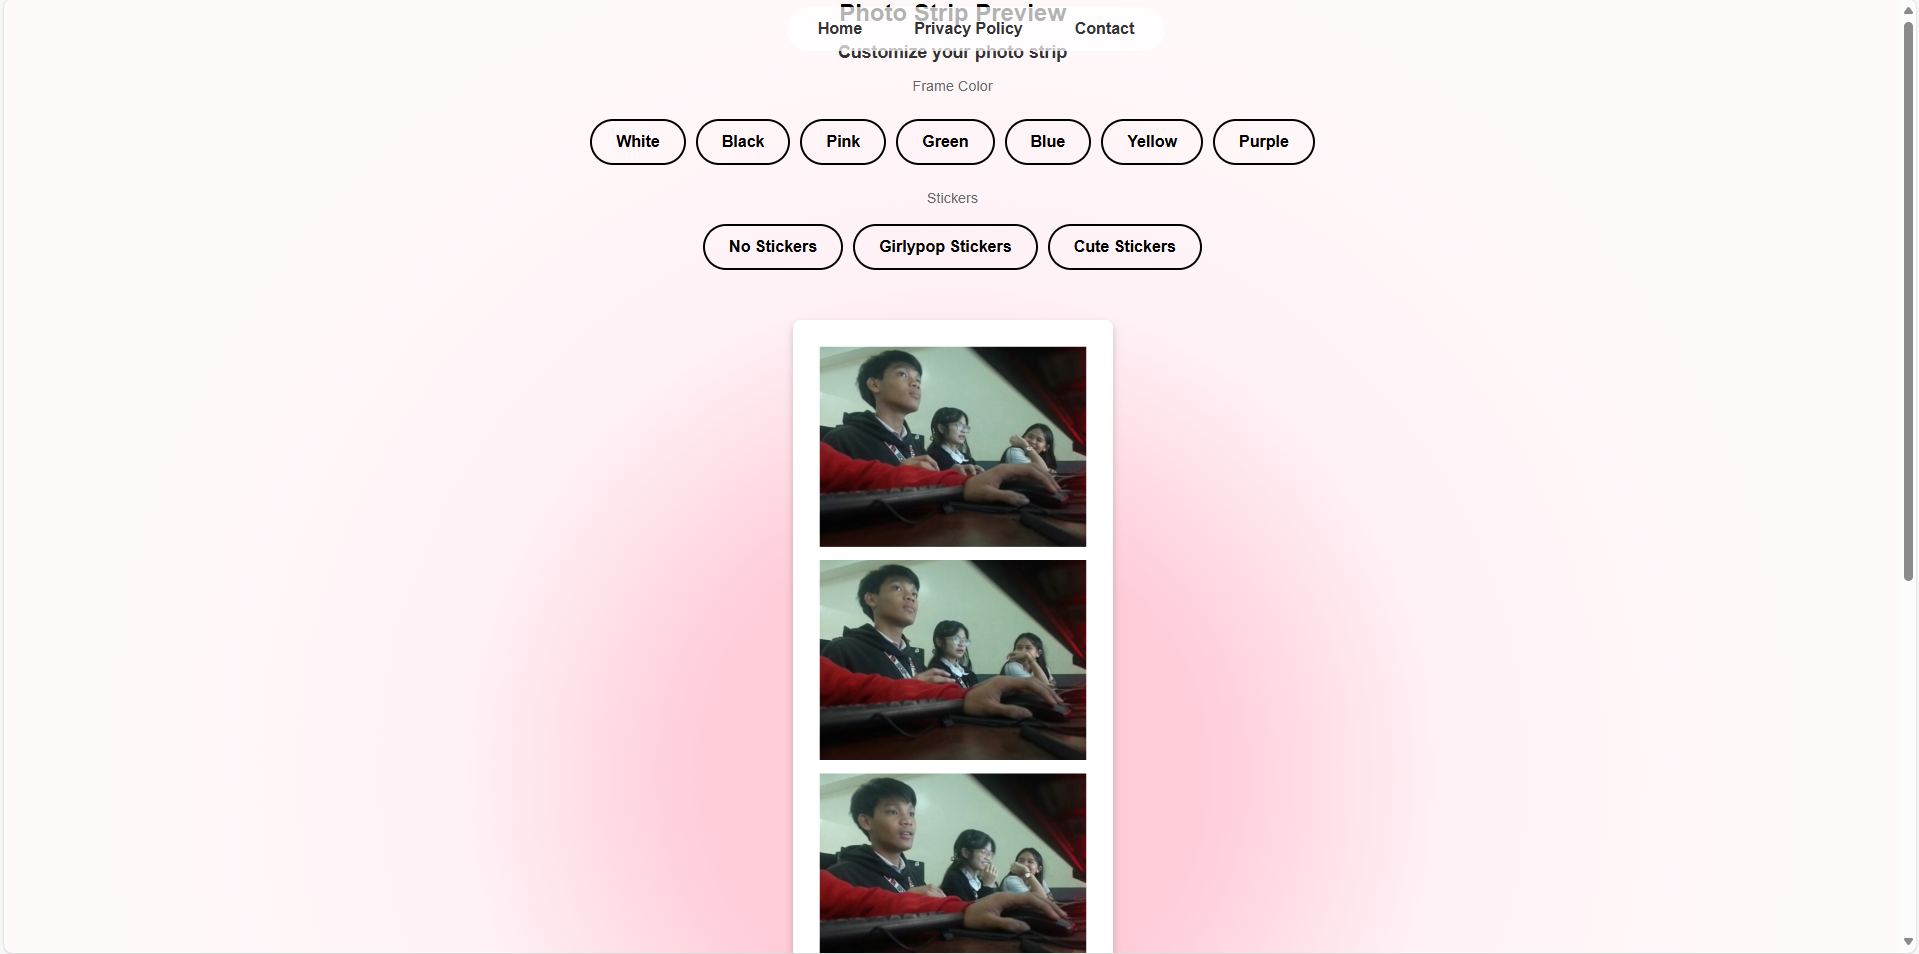 Photo Strip Preview
Home Privacy Policy Contact
Customize your photo strip
Frame Color
White Black Pink Green Blue Yellow Purple
Stickers
No Stickers Girlypop Stickers Cute Stickers